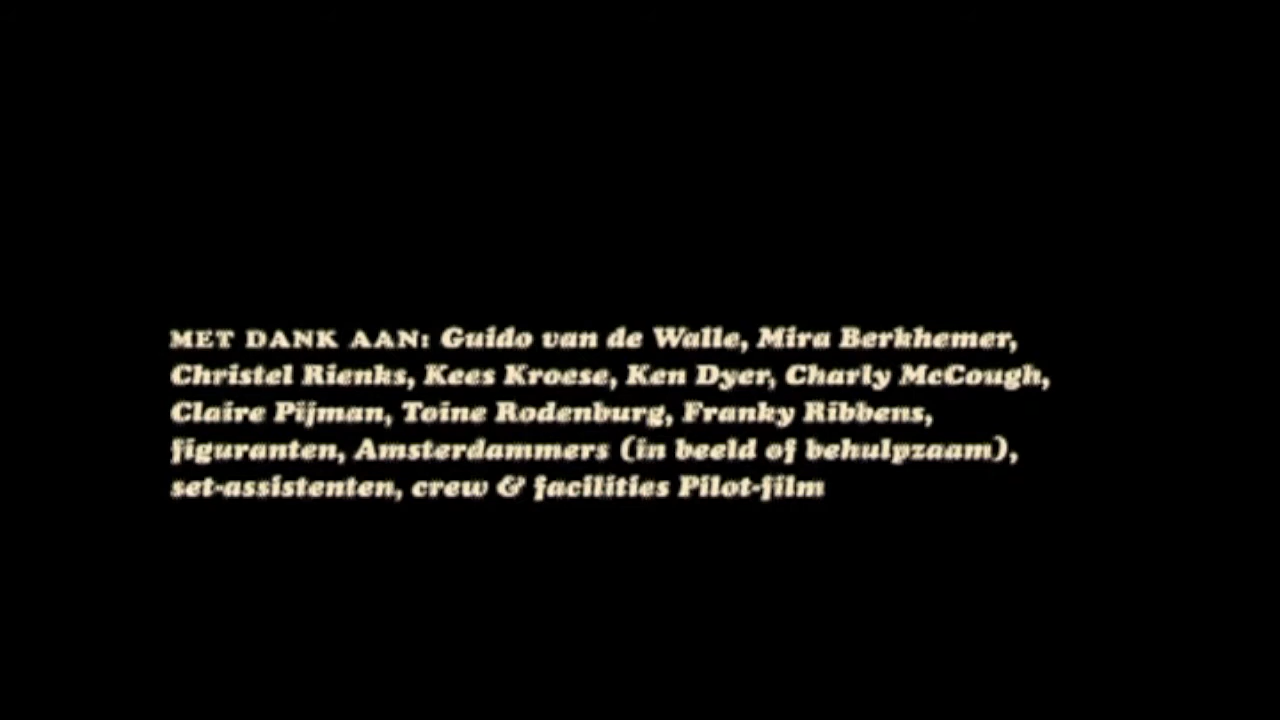 MET DANK AAN: Guido van de Walle, Mira Berkhemer,
Christel Rienks, Kees Kroese, Ken Dyer, Charly McCough,
Claire Pijman, Toine Rodenburg, Franky Ribbens,
figuranten, Amsterdammers (in beeld of behulpzaam),
set-assistenten, crew & facilities Pilot-film